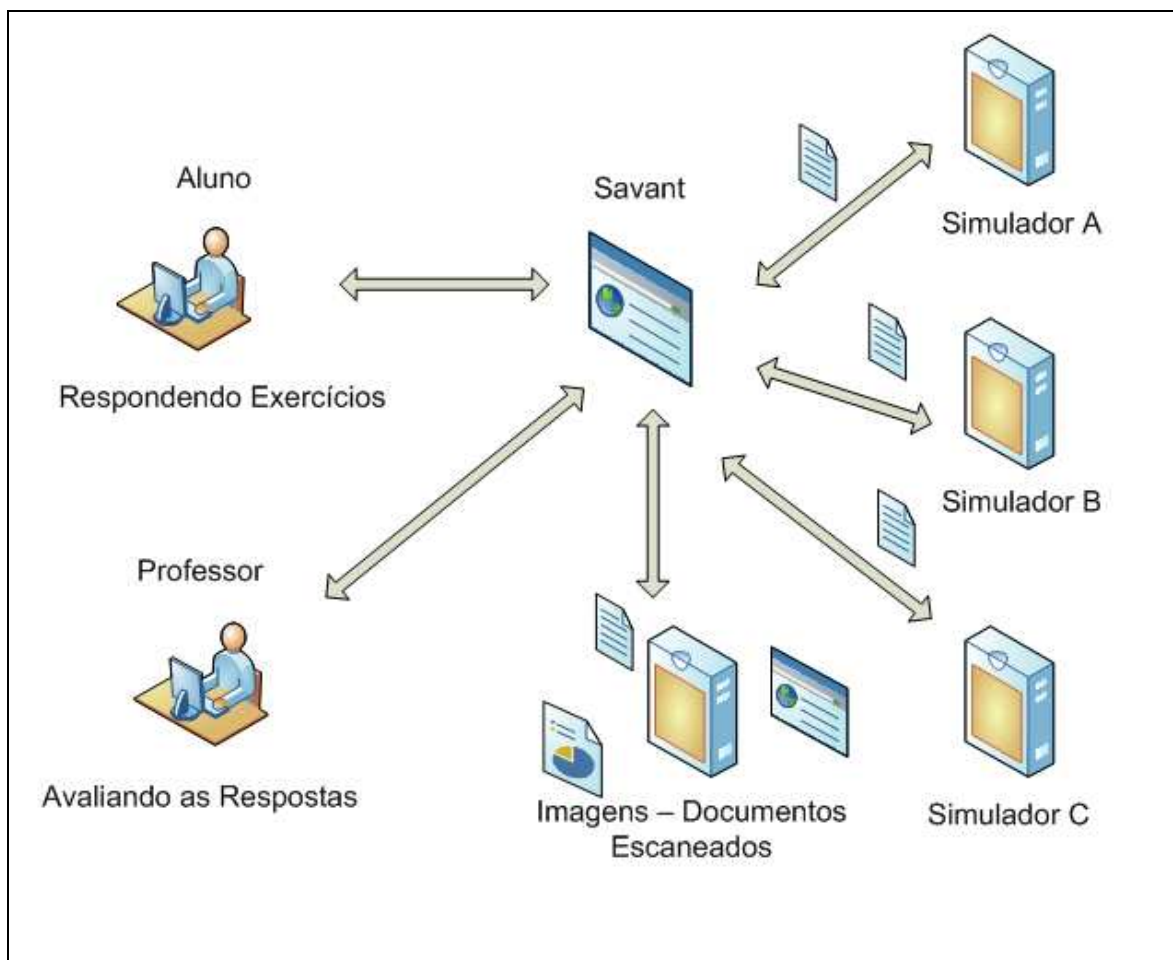 Aluno
Respondendo Exercícios
Savant
Simulador A
Simulador B
Professor
Avaliando as Respostas
Imagens – Documentos
Escaneados
Simulador C